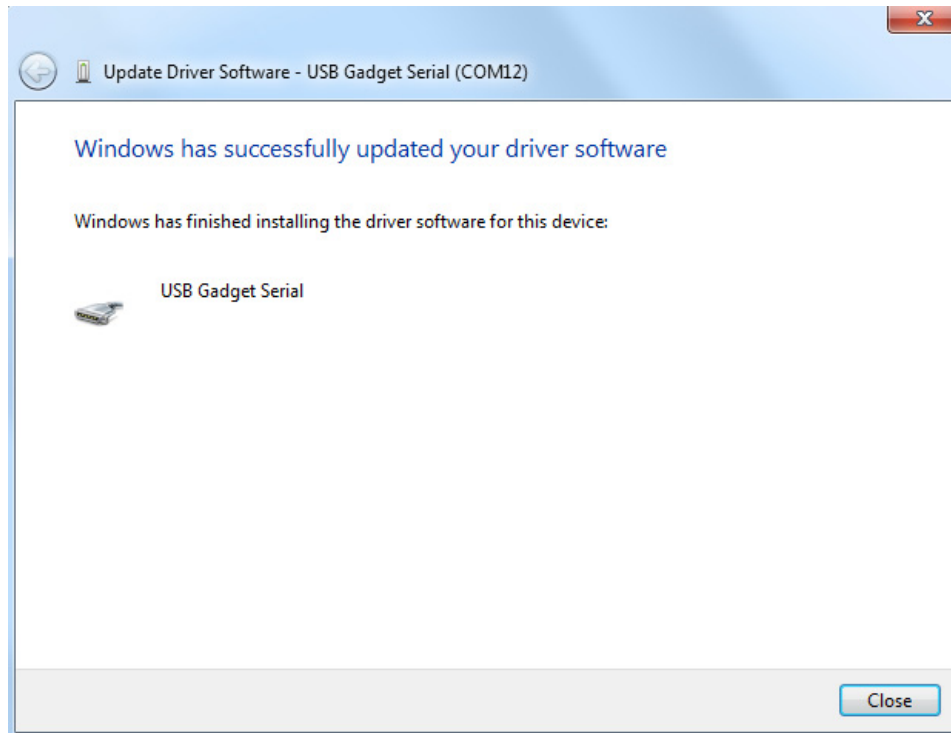 Update Driver Software - USB Gadget Serial (COM12)
Windows has successfully updated your driver software
Windows has finished installing the driver software for this device:
USB Gadget Serial
Close